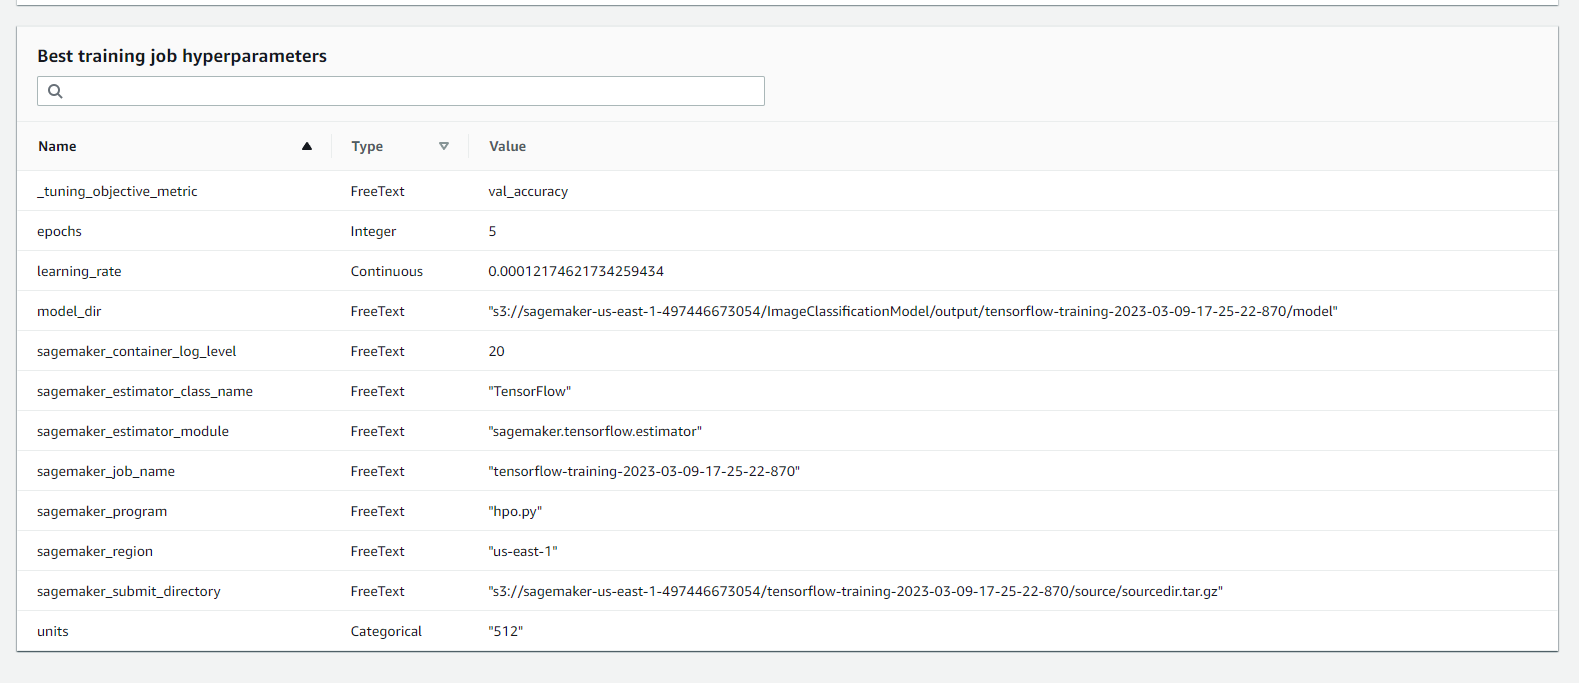 Best training job hyperparameters
Name Type Value
_tuning_objective_metric FreeText val_accuracy
epochs Integer 5
learning_rate Continuous 0.00012174621734259434
model_dir FreeText "s3://sagemaker-us-east-1-497446673054/ImageClassificationModel/output/tensorflow-training-2023-03-09-17-25-22-870/model"
sagemaker_container_log_level FreeText 20
sagemaker_estimator_class_name FreeText "TensorFlow"
sagemaker_estimator_module FreeText "sagemaker.tensorflow.estimator"
sagemaker_job_name FreeText "tensorflow-training-2023-03-09-17-25-22-870"
sagemaker_program FreeText "hpo.py"
sagemaker_region FreeText "us-east-1"
sagemaker_submit_directory FreeText "s3://sagemaker-us-east-1-497446673054/tensorflow-training-2023-03-09-17-25-22-870/source/sourcedir.tar.gz"
units Categorical "512"